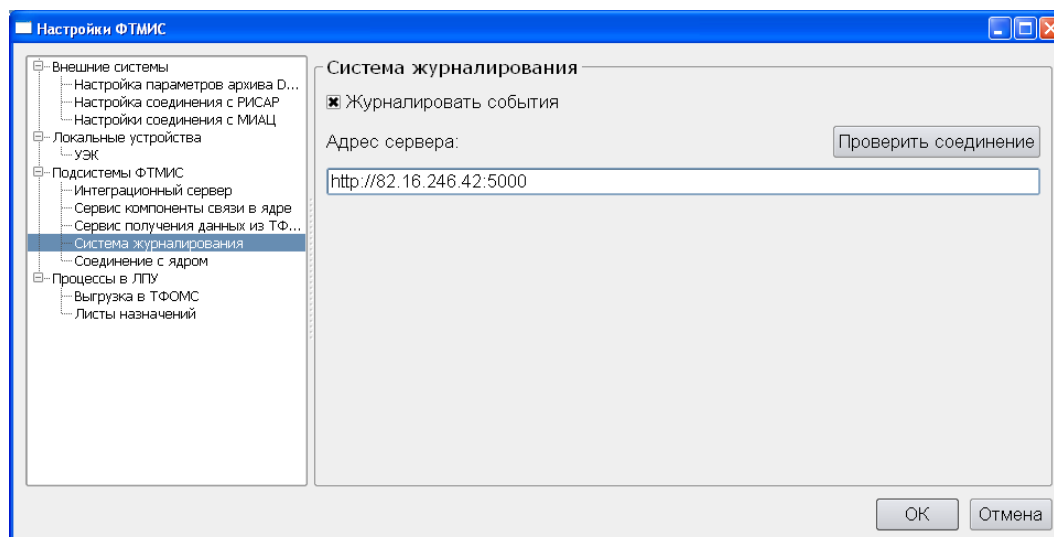 Настройки ФТМИС
Внешние системы
Настройка параметров архива D...
Настройка соединения с РИСАР
Настройки соединения с МИАЦ
Локальные устройства
УЭК
Подсистемы ФТМИС
Интеграционный сервер
Сервис компоненты связи в ядре
Сервис получения данных из ТФ...
Система журналирования
Соединение с ядром
Процессы в ЛПУ
Выгрузка в ТФОМС
Листы назначений
Система журналирования
Журналировать события
Адрес сервера:
Проверить соединение
http://82.16.246.42:5000
ОК
Отмена